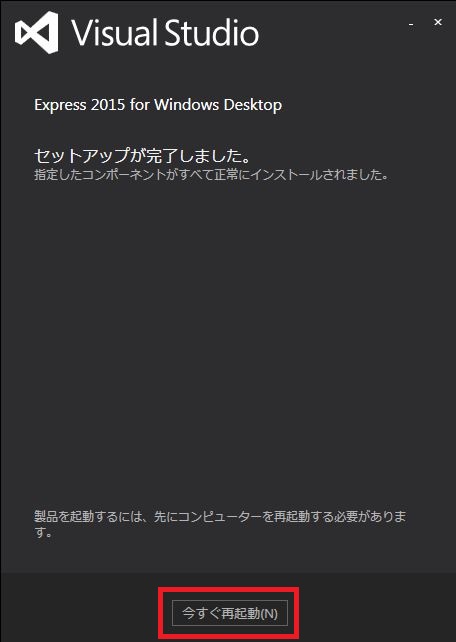 Visual Studio
Express 2015 for Windows Desktop
セットアップが完了しました。
指定したコンポーネントがすべて正常にインストールされました。
製品を起動するには、先にコンピューターを再起動する必要がありま
す。
今すぐ再起動(N)